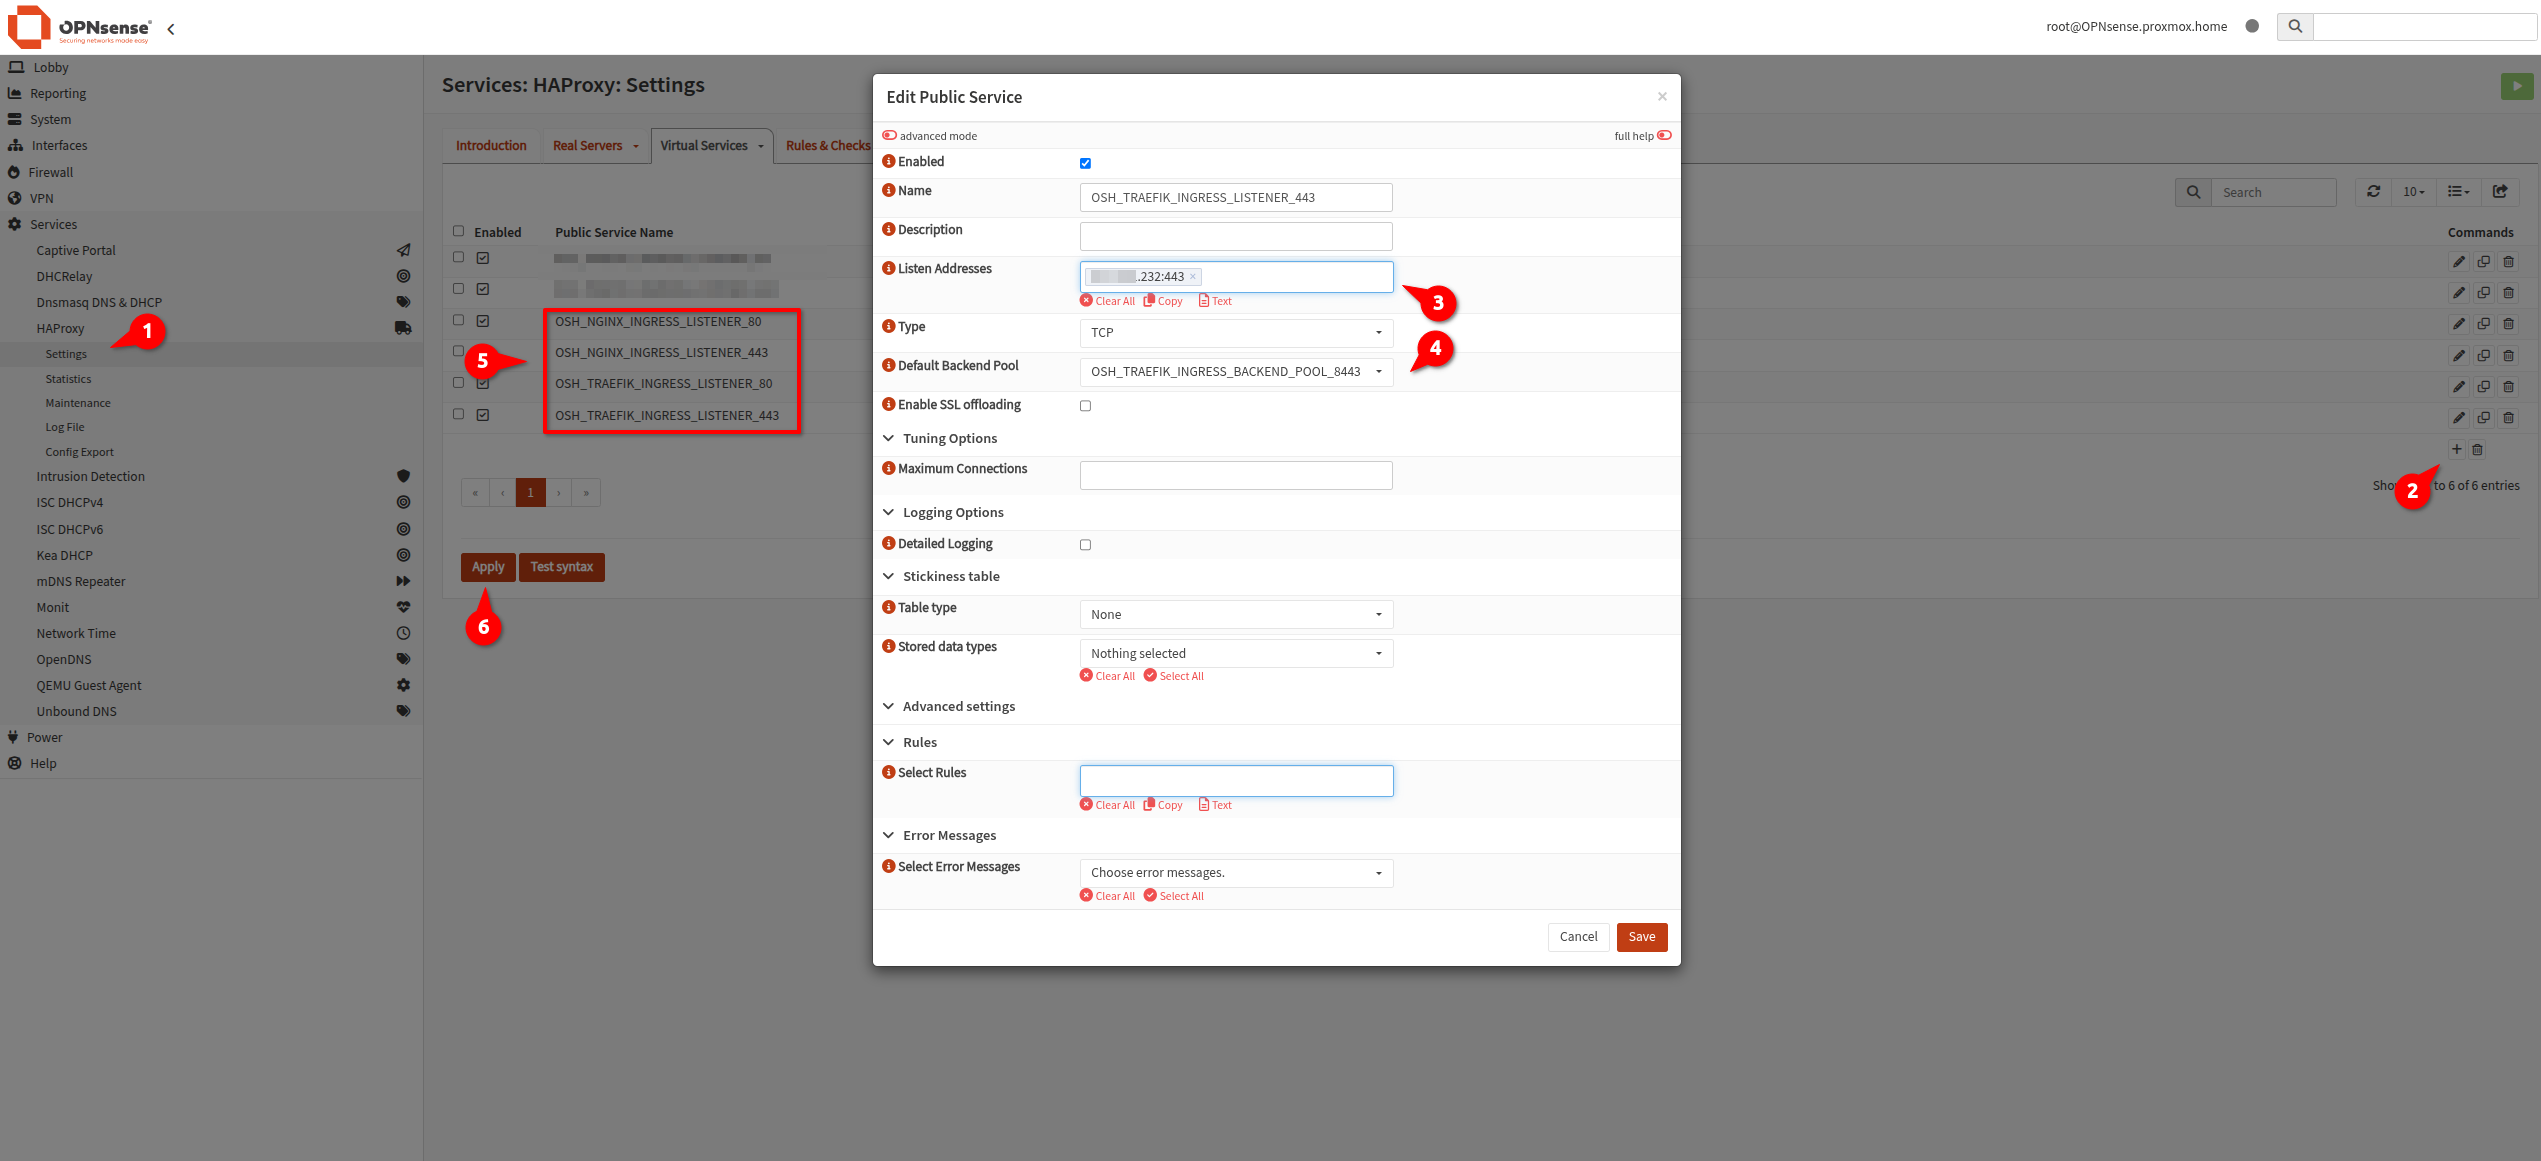 OPNsense®
Securing networks made easy
root@OPNsense.proxmox.home
Lobby
Reporting
System
Interfaces
Firewall
VPN
Services
Captive Portal
DHCRelay
Dnsmasq DNS & DHCP
HAProxy
1
Settings
Statistics
Maintenance
Log File
Config Export
Intrusion Detection
ISC DHCPv4
ISC DHCPv6
Kea DHCP
mDNS Repeater
Monit
Network Time
OpenDNS
QEMU Guest Agent
Unbound DNS
Power
Help
Services: HAProxy: Settings
Introduction
Real Servers
Virtual Services
Rules & Checks
Search
10
Enabled
Public Service Name
Commands
OSH_NGINX_INGRESS_LISTENER_80
OSH_NGINX_INGRESS_LISTENER_443
OSH_TRAEFIK_INGRESS_LISTENER_80
OSH_TRAEFIK_INGRESS_LISTENER_443
5
« ‹ 1 › »
2
to 6 of 6 entries
Apply
Test syntax
6
Edit Public Service
×
advanced mode
full help
Enabled
Name
OSH_TRAEFIK_INGRESS_LISTENER_443
Description
Listen Addresses
.232:443 ×
3
Clear All Copy Text
Type
TCP
4
Default Backend Pool
OSH_TRAEFIK_INGRESS_BACKEND_POOL_8443
Enable SSL offloading
Tuning Options
Maximum Connections
Logging Options
Detailed Logging
Stickiness table
Table type
None
Stored data types
Nothing selected
Clear All Select All
Advanced settings
Rules
Select Rules
Clear All Copy Text
Error Messages
Select Error Messages
Choose error messages.
Clear All Select All
Cancel
Save